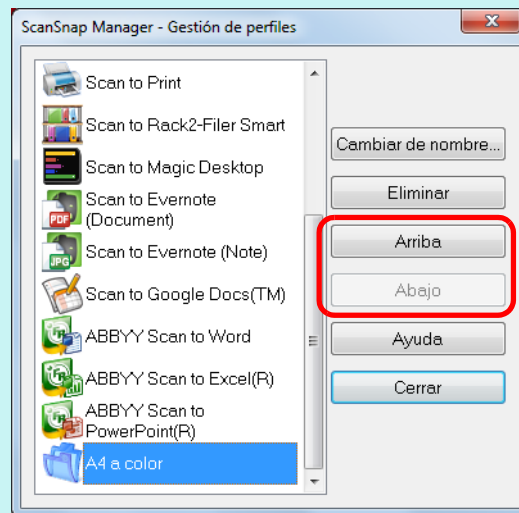 ScanSnap Manager - Gestión de perfiles
Scan to Print
Scan to Rack2-Filer Smart
Scan to Magic Desktop
Scan to Evernote
(Document)
Scan to Evernote (Note)
Scan to Google Docs(TM)
ABBYY Scan to Word
ABBYY Scan to Excel(R)
ABBYY Scan to
PowerPoint(R)
A4 a color
Cambiar de nombre...
Eliminar
Arriba
Abajo
Ayuda
Cerrar
PDF
JPG